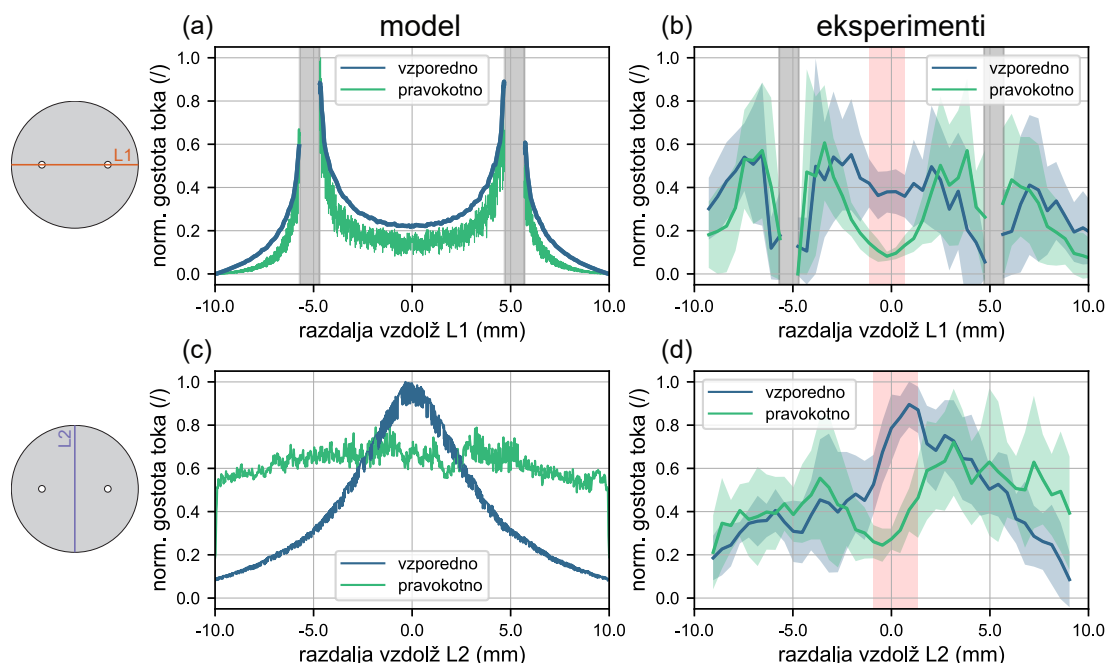 (a)
model
(b)
eksperimenti
norm. gostota toka (/)
1.0
0.8
0.6
0.4
0.2
0.0
vzporedno
pravokotno
-10.0
-5.0
0.0
5.0
10.0
razdalja vzdolž L1 (mm)
L1
norm. gostota toka (/)
1.0
0.8
0.6
0.4
0.2
0.0
vzporedno
pravokotno
-10.0
-5.0
0.0
5.0
10.0
razdalja vzdolž L1 (mm)
(c)
(d)
L2
norm. gostota toka (/)
1.0
0.8
0.6
0.4
0.2
0.0
vzporedno
pravokotno
-10.0
-5.0
0.0
5.0
10.0
razdalja vzdolž L2 (mm)
norm. gostota toka (/)
1.0
0.8
0.6
0.4
0.2
0.0
vzporedno
pravokotno
-10.0
-5.0
0.0
5.0
10.0
razdalja vzdolž L2 (mm)